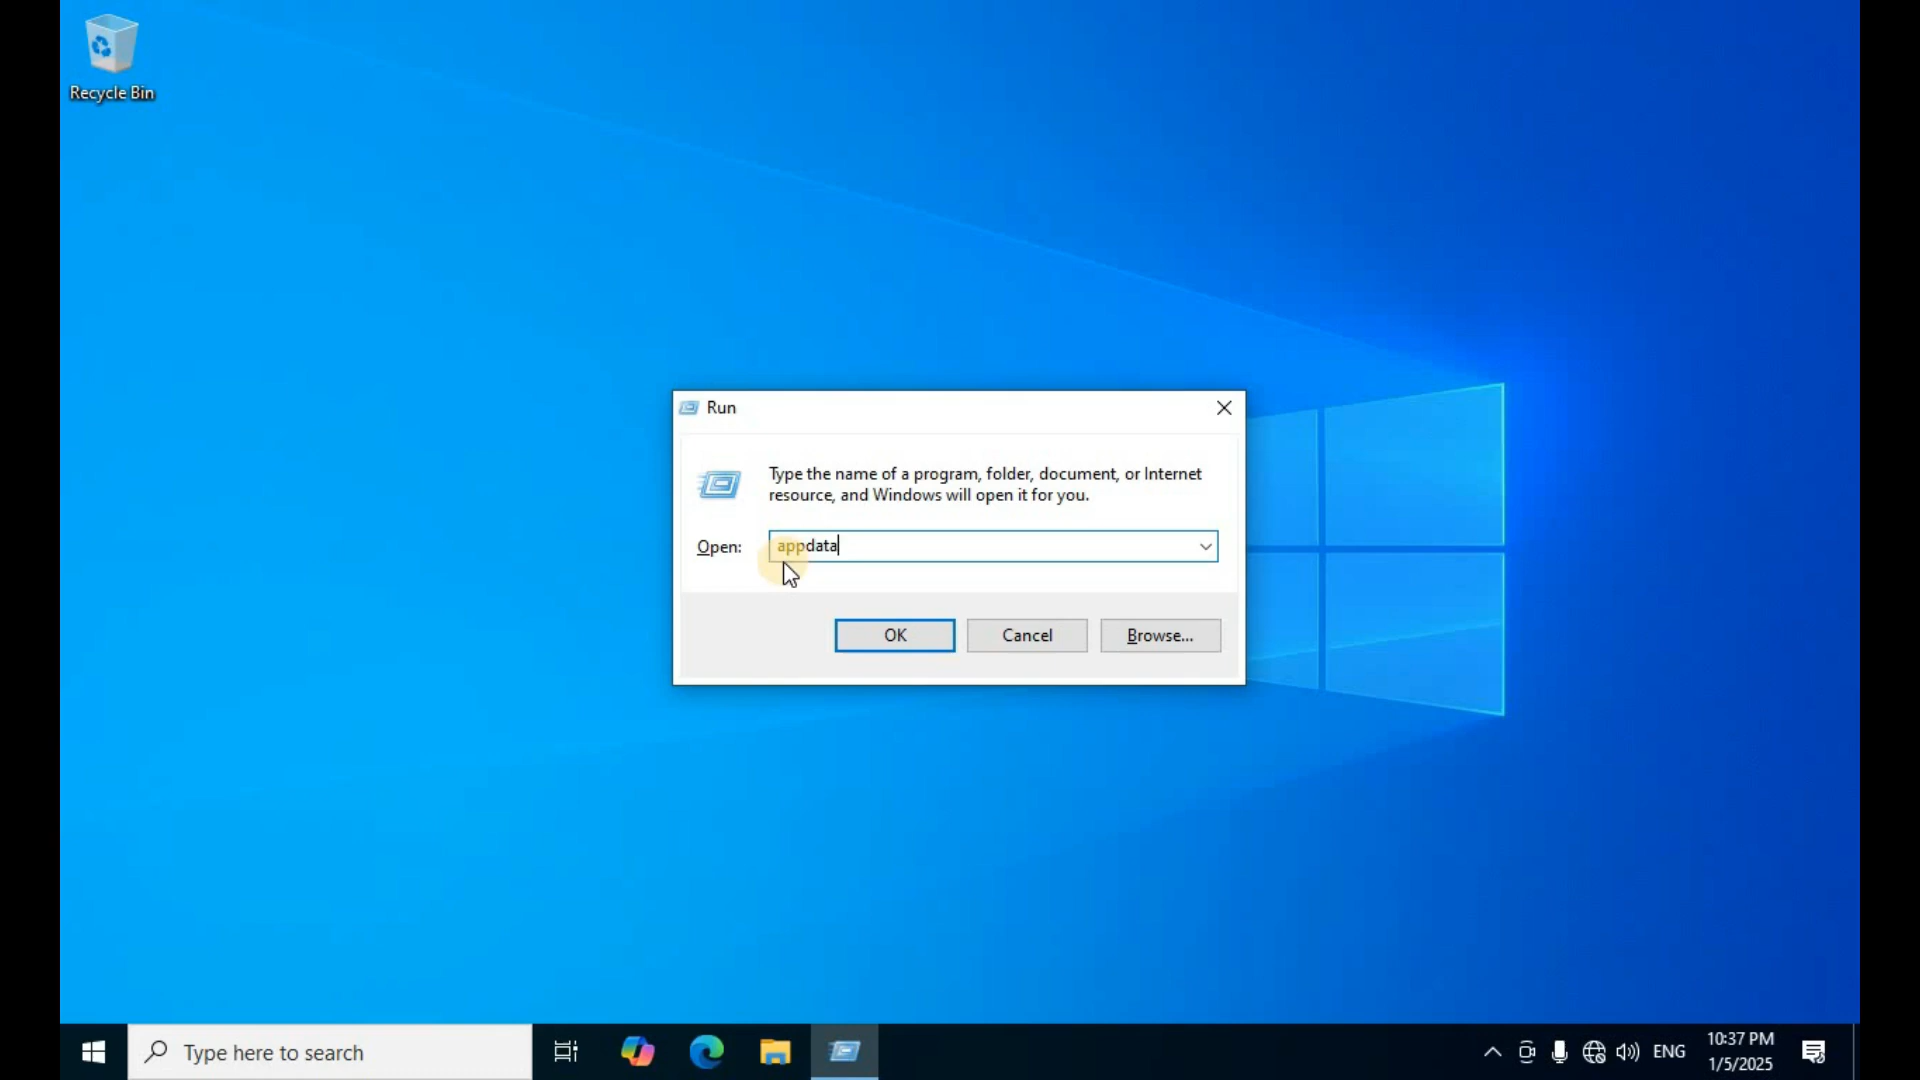 Recycle Bin
Run
Type the name of a program, folder, document, or Internet
resource, and Windows will open it for you.
Open: appdata
OK Cancel Browse...
Type here to search
ENG
10:37 PM
1/5/2025